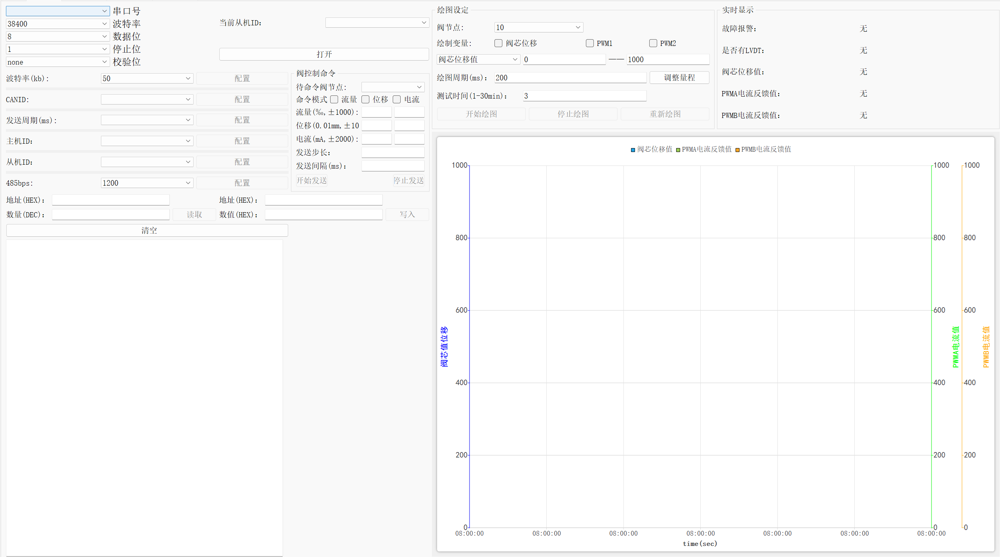 串口号
38400 波特率
8 数据位
1 停止位
none 校验位
当前从机ID:
打开
波特率(kb): 50 配置
CANID: 配置
发送周期(ms): 配置
主机ID: 配置
从机ID: 配置
485bps: 1200 配置
阀控制命令
待命令阀节点:
命令模式 流量 位移 电流
流量(‰,±1000):
位移(0.01mm,±10
电流(mA,±2000):
发送步长:
发送间隔(ms):
开始发送 停止发送
地址(HEX): 地址(HEX):
数量(DEC): 读取 数值(HEX): 写入
清空
绘图设定
阀节点: 10
绘制变量: 阀芯位移 PWM1 PWM2
阀芯位移值 0 —— 1000
绘图周期(ms): 200 调整量程
测试时间(1-30min): 3
开始绘图 停止绘图 重新绘图
实时显示
故障报警: 无
是否有LVDT: 无
阀芯位移值: 无
PWMA电流反馈值: 无
PWMB电流反馈值: 无
阀芯位移值 PWMA电流反馈值 PWMB电流反馈值
1000 1000 1000
800 800 800
600 600 600
阀芯值位移 PWMA电流值 PWMB电流值
400 400 400
200 200 200
0 0 0
08:00:00 08:00:00 08:00:00 08:00:00 08:00:00 08:00:00 08:00:00
time(sec)